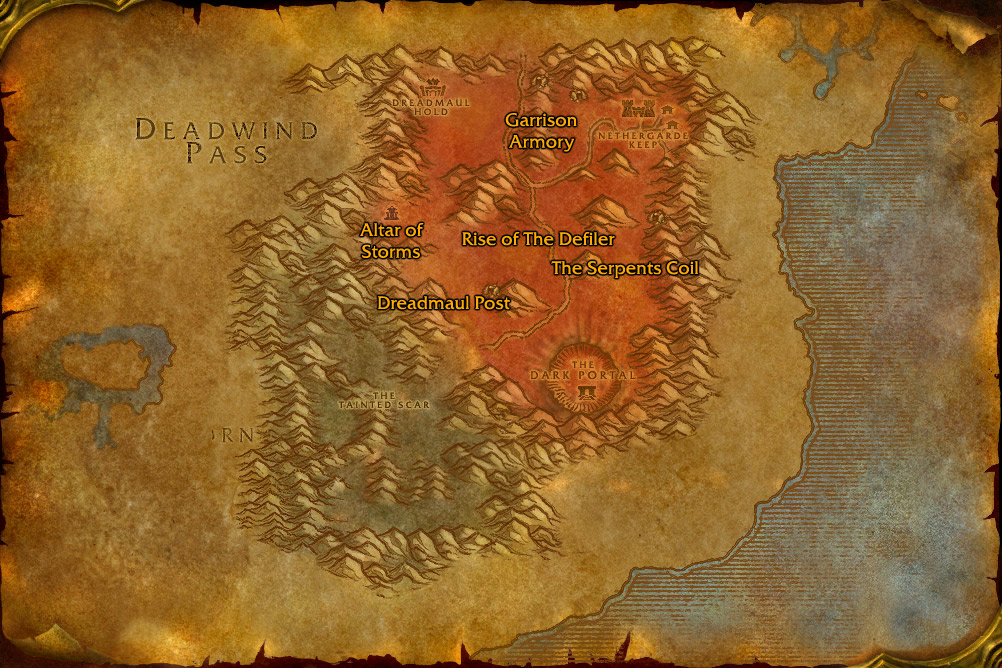 DREADMAUL
HOLD
Garrison
Armory
DEADWIND
PASS
NETHERGARDE
KEEP
Altar of
Storms
Rise of The Defiler
The Serpents Coil
Dreadmaul Post
THE
DARK PORTAL
THE
TAINTED SCAR
RN